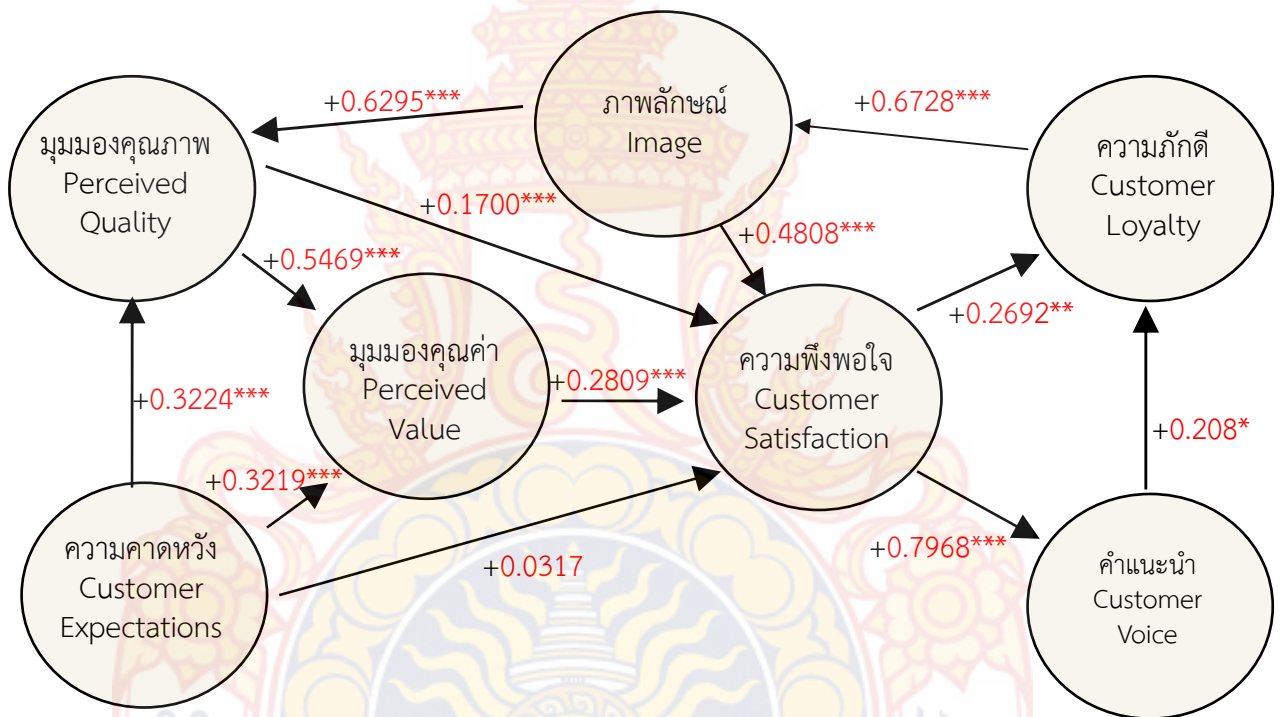 +0.6295***
ภาพลักษณ์
Image
+0.6728***
มุมมองคุณภาพ
Perceived
Quality
ความภักดี
Customer
Loyalty
+0.1700***
+0.4808***
+0.5469***
+0.2692**
มุมมองคุณค่า
Perceived
Value
+0.2809***
ความพึงพอใจ
Customer
Satisfaction
+0.3224***
+0.208*
+0.3219***
ความคาดหวัง
Customer
Expectations
+0.0317
+0.7968***
คำแนะนำ
Customer
Voice